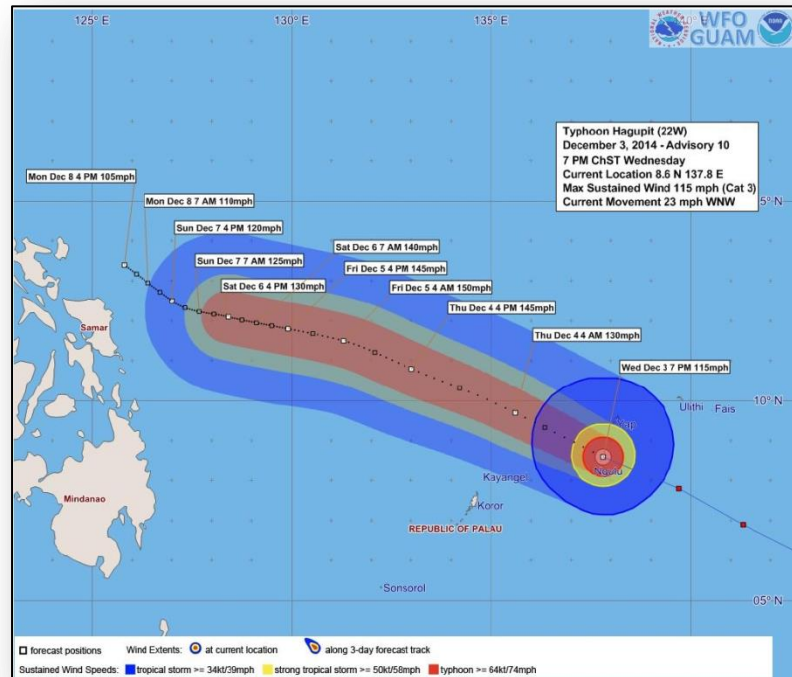 125° E
130° E
135° E
140° E
WFO
GUAM
Typhoon Hagupit (22W)
December 3, 2014 - Advisory 10
7 PM ChST Wednesday
Current Location 8.6 N 137.8 E
Max Sustained Wind 115 mph (Cat 3)
Current Movement 23 mph WNW
Mon Dec 8 4 PM 105mph
Mon Dec 8 7 AM 110mph
Sun Dec 7 4 PM 120mph
Sat Dec 6 7 AM 140mph
Sun Dec 7 7 AM 125mph
Fri Dec 5 4 PM 145mph
Sat Dec 6 4 PM 130mph
Fri Dec 5 4 AM 150mph
Thu Dec 4 4 PM 145mph
Thu Dec 4 4 AM 130mph
Wed Dec 3 7 PM 115mph
15° N
Samar
10° N
Ulithi
Fais
Yap
Ngulu
Kayangel
Koror
Mindanao
REPUBLIC OF PALAU
Sonsorol
05° N
forecast positions Wind Extents: at current location along 3-day forecast track
Sustained Wind Speeds: tropical storm >= 34kt/39mph strong tropical storm >= 50kt/58mph typhoon >= 64kt/74mph